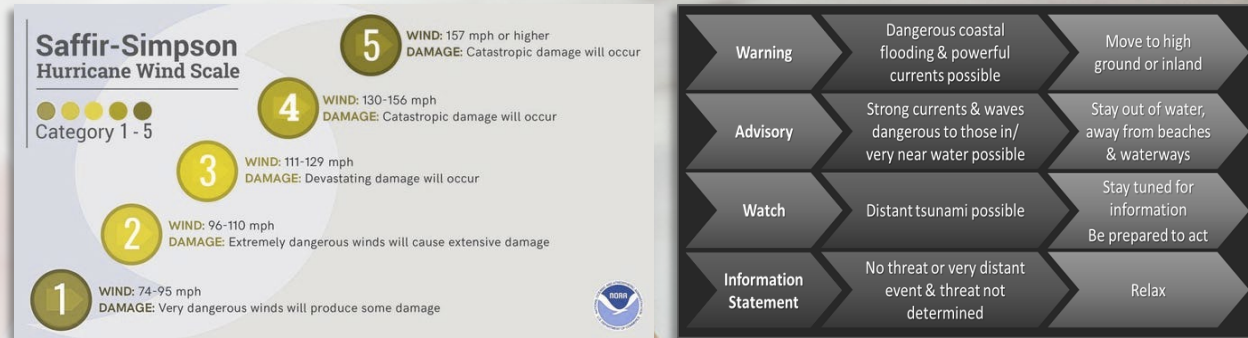 Saffir-Simpson
Hurricane Wind Scale
Category 1 - 5
5
WIND: 157 mph or higher
DAMAGE: Catastropic damage will occur
4
WIND: 130-156 mph
DAMAGE: Catastropic damage will occur
3
WIND: 111-129 mph
DAMAGE: Devastating damage will occur
2
WIND: 96-110 mph
DAMAGE: Extremely dangerous winds will cause extensive damage
1
WIND: 74-95 mph
DAMAGE: Very dangerous winds will produce some damage
NOAA
Warning
Dangerous coastal
flooding & powerful
currents possible
Move to high
ground or inland
Advisory
Strong currents & waves
dangerous to those in/
very near water possible
Stay out of water,
away from beaches
& waterways
Watch
Distant tsunami possible
Stay tuned for
information
Be prepared to act
Information
Statement
No threat or very distant
event & threat not
determined
Relax